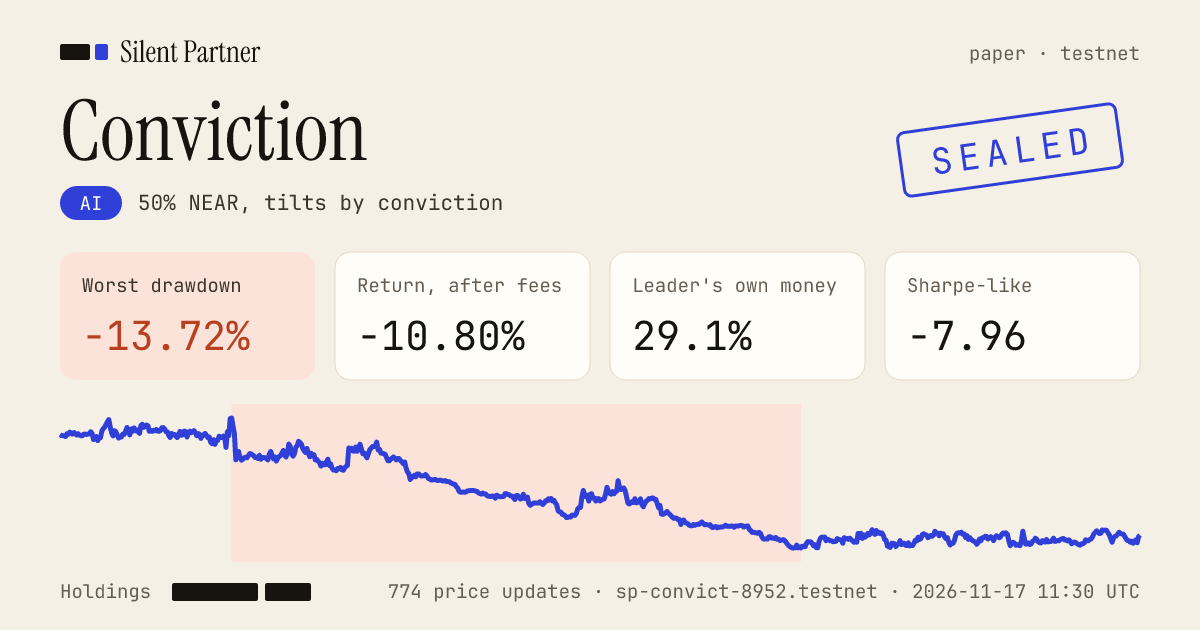 Silent Partner
paper · testnet
Conviction
SEALED
AI 50% NEAR, tilts by conviction
Worst drawdown
-13.72%
Return, after fees
-10.80%
Leader's own money
29.1%
Sharpe-like
-7.96
Holdings
774 price updates · sp-convict-8952.testnet · 2026-11-17 11:30 UTC